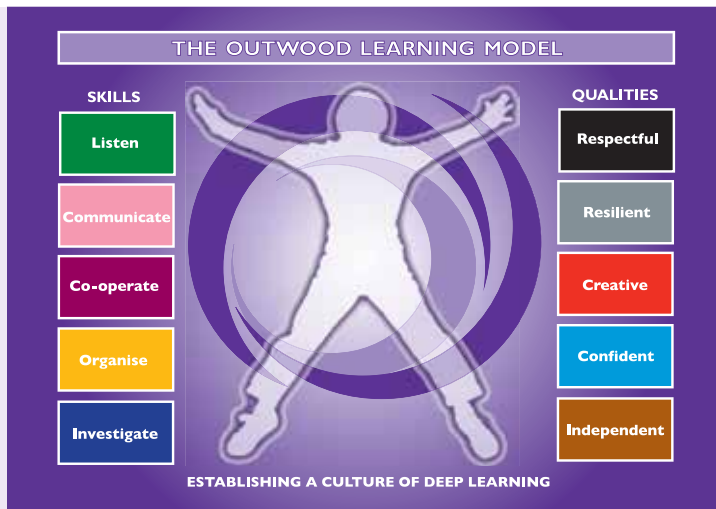 THE OUTWOOD LEARNING MODEL
SKILLS
Listen
Communicate
Co-operate
Organise
Investigate
QUALITIES
Respectful
Resilient
Creative
Confident
Independent
ESTABLISHING A CULTURE OF DEEP LEARNING